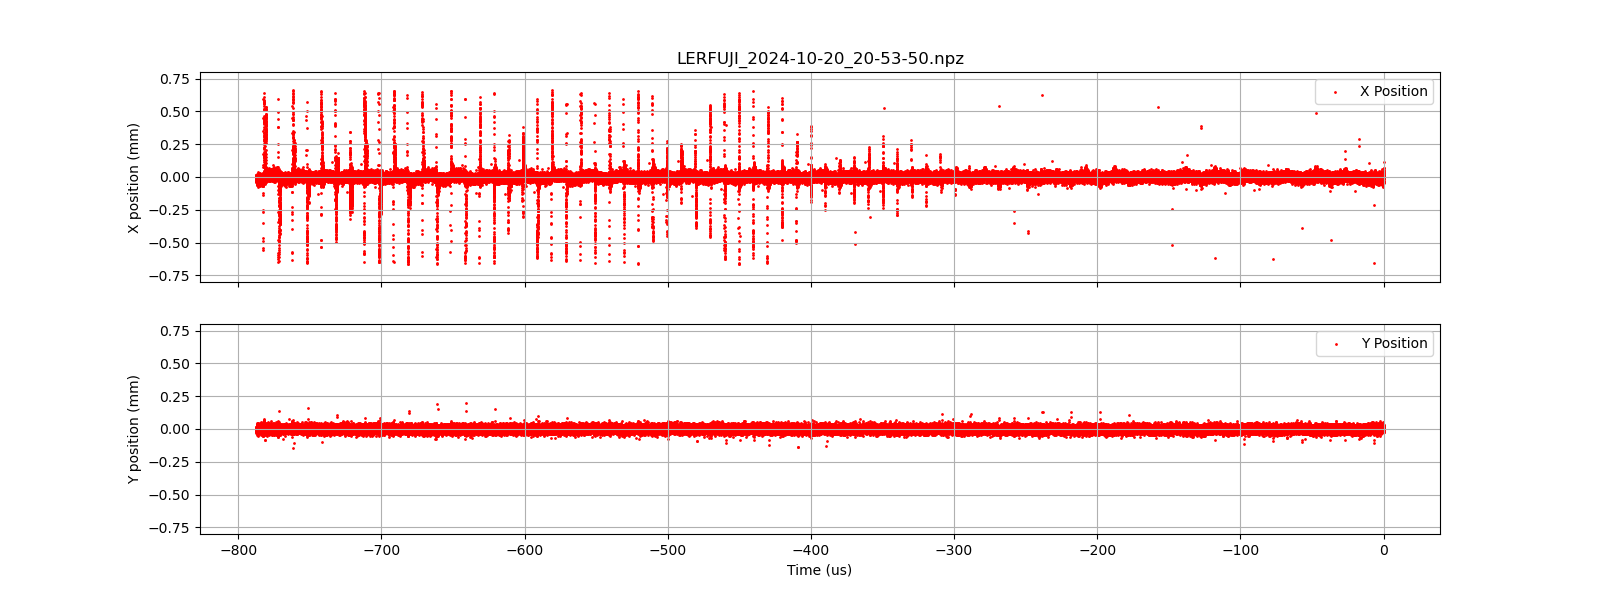 LERFUJI_2024-10-20_20-53-50.npz
X position (mm)
0.75
0.50
0.25
0.00
−0.25
−0.50
−0.75
X Position
Y position (mm)
0.75
0.50
0.25
0.00
−0.25
−0.50
−0.75
Y Position
−800 −700 −600 −500 −400 −300 −200 −100 0
Time (us)